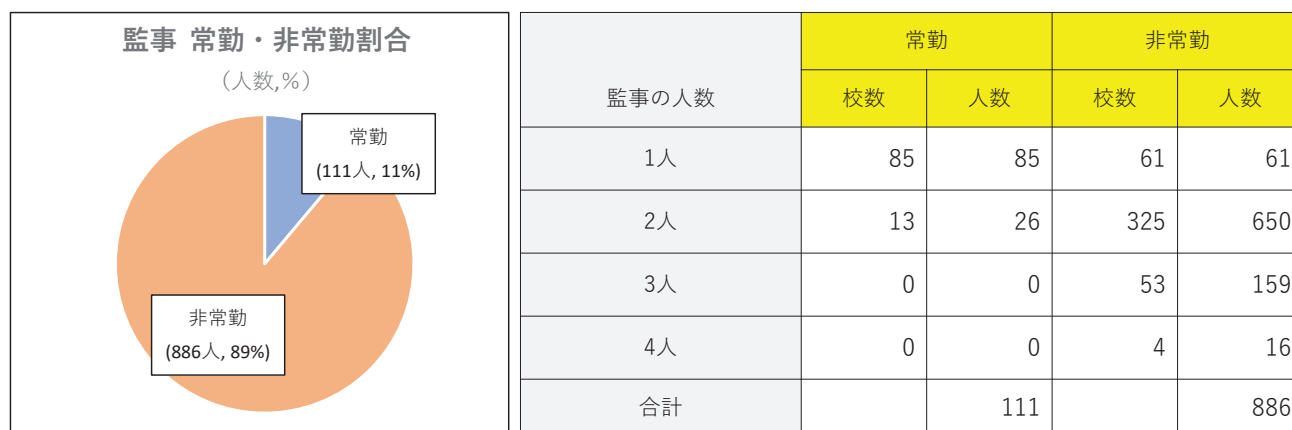 監事 常勤・非常勤割合
（人数,%）
常勤
(111人, 11%)
非常勤
(886人, 89%)
監事の人数 常勤 非常勤
校数 人数 校数 人数
1人 85 85 61 61
2人 13 26 325 650
3人 0 0 53 159
4人 0 0 4 16
合計 111 886